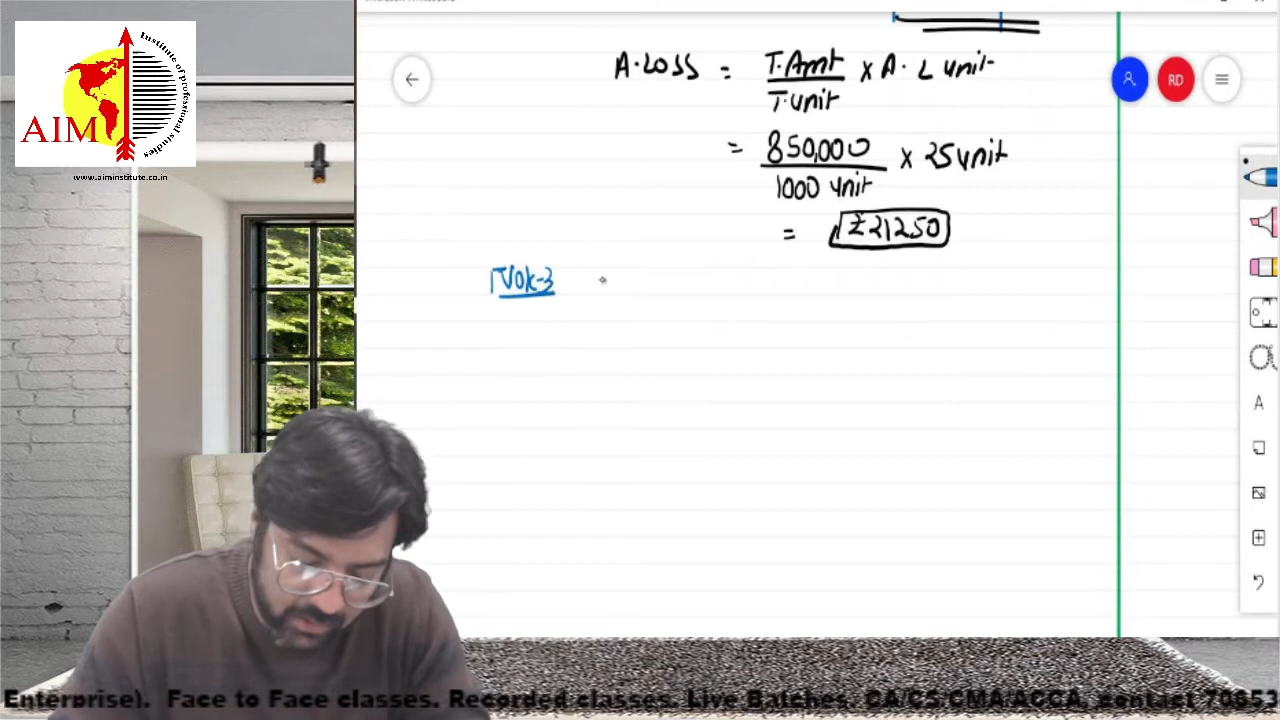 A.Loss = T.Amt / T.unit x A. L unit
= 850,000 / 1000 unit x 25 unit
= ₹21250
WOK-3
RD
A
Institute of professional studies
AIM
www.aiminstitute.co.in
Enterprise). Face to Face classes. Recorded classes. Live Batches. CA/CS/CMA/ACCA, contact 70653